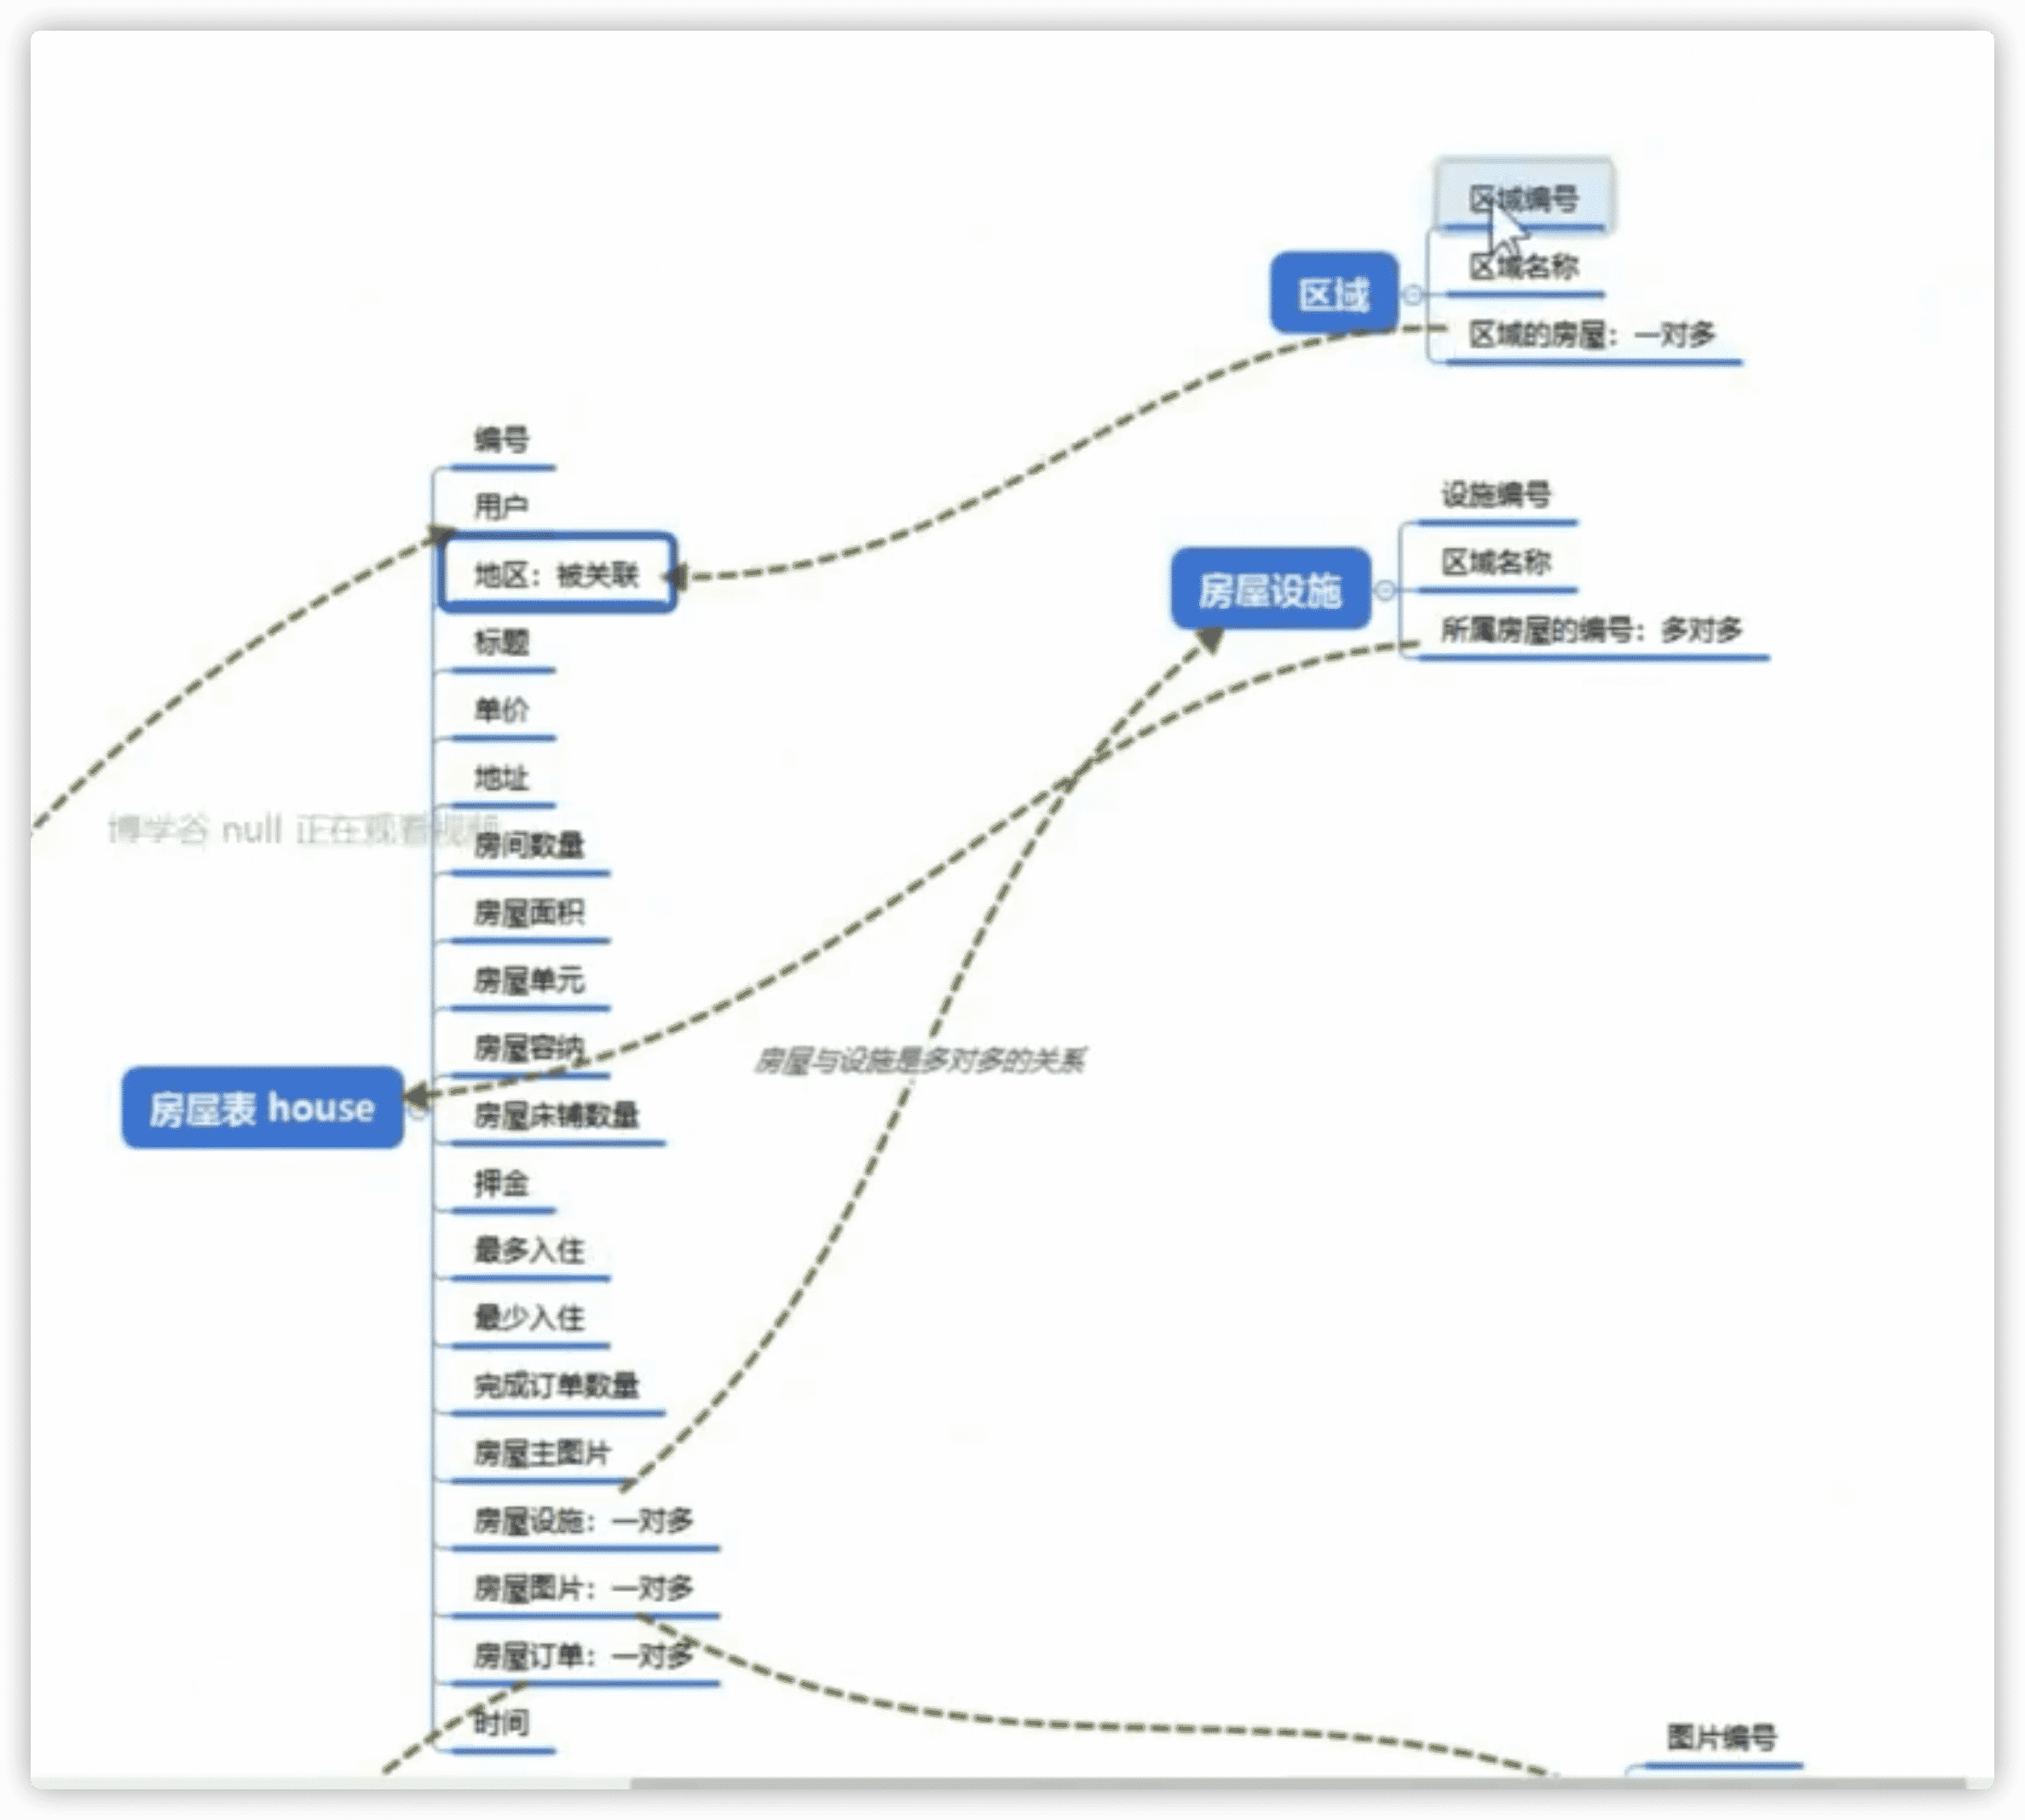 区域编号
区域名称
区域
区域的房屋：一对多
编号
用户
地区：被关联
标题
单价
地址
博学谷 null 正在观看视频
房间数量
房屋面积
房屋单元
房屋容纳
房屋表 house
房屋床铺数量
押金
最多入住
最少入住
完成订单数量
房屋主图片
房屋设施：一对多
房屋图片：一对多
房屋订单：一对多
时间
设施编号
区域名称
房屋设施
所属房屋的编号：多对多
房屋与设施是多对多的关系
图片编号